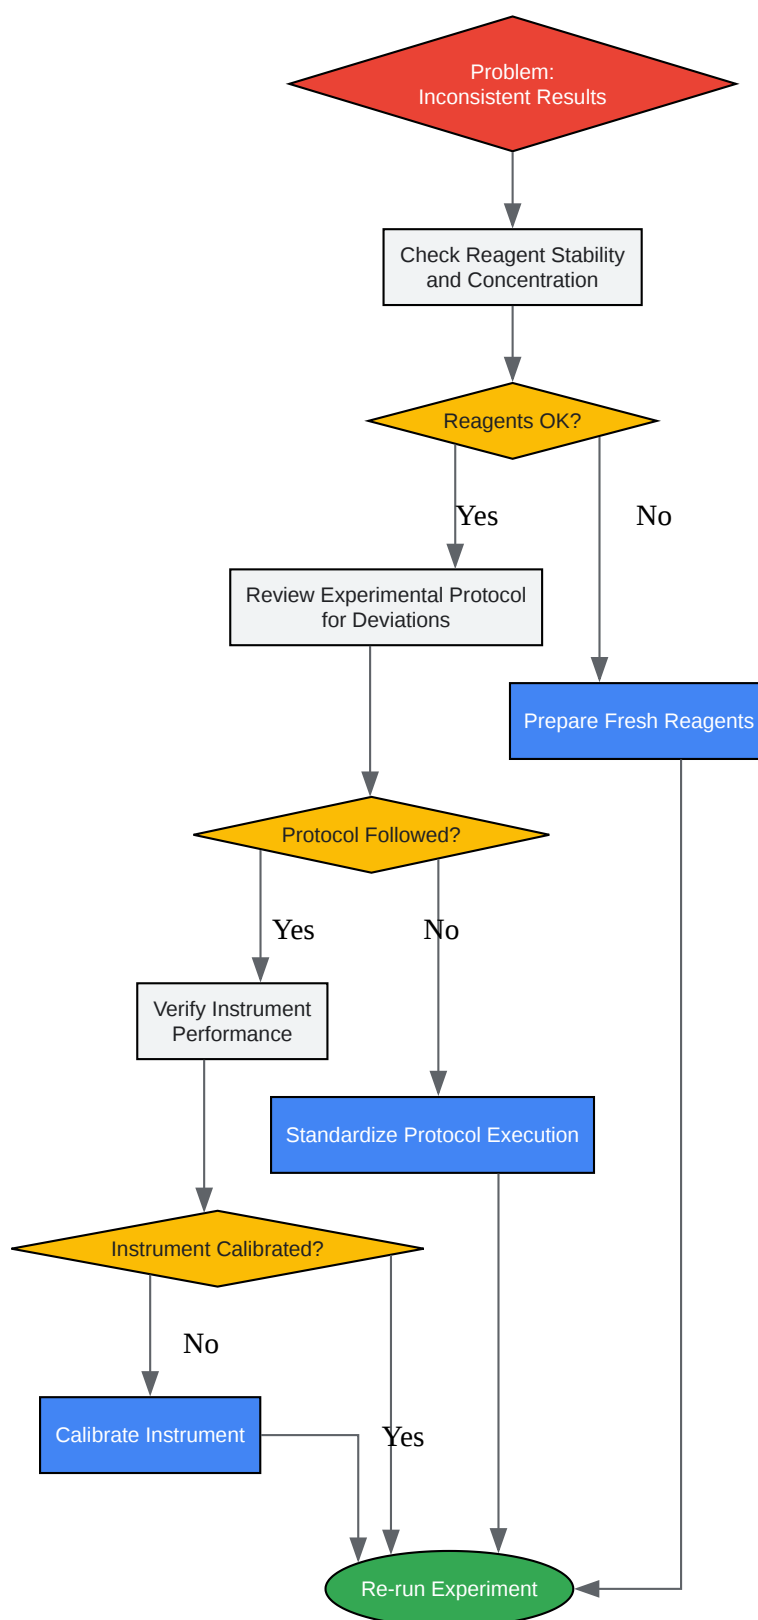 Problem:
Inconsistent Results
Check Reagent Stability
and Concentration
Reagents OK?
Yes
No
Review Experimental Protocol
for Deviations
Prepare Fresh Reagents
Protocol Followed?
Yes
No
Verify Instrument
Performance
Standardize Protocol Execution
Instrument Calibrated?
No
Calibrate Instrument
Yes
Re-run Experiment